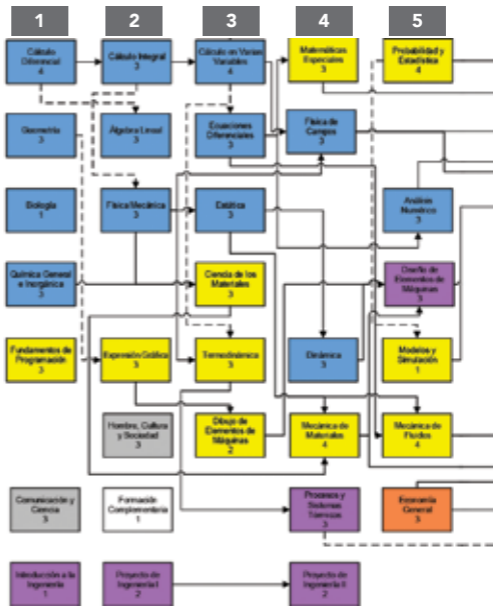 1
2
3
4
5
Cálculo
Diferencial
4
Cálculo Integral
3
Cálculo en Varias
Variables
4
Matemáticas
Especiales
3
Probabilidad y
Estadística
4
Geometría
3
Álgebra Lineal
3
Ecuaciones
Diferenciales
3
Física de
Campos
3
Biología
1
Física Mecánica
3
Estática
3
Análisis
Numérico
3
Química General
e Inorgánica
3
Ciencia de los
Materiales
3
Diseño de
Elementos de
Máquinas
3
Fundamentos de
Programación
3
Expresión Gráfica
3
Termodinámica
3
Dinámica
3
Modelos y
Simulación
1
Hombre, Cultura
y Sociedad
3
Dibujo de
Elementos de
Máquinas
2
Mecánica de
Materiales
4
Mecánica de
Fluidos
4
Comunicación y
Ciencia
3
Formación
Complementaria
1
Procesos y
Sistemas
Térmicos
3
Economía
General
3
Introducción a la
Ingeniería
1
Proyecto de
Ingeniería I
2
Proyecto de
Ingeniería II
2